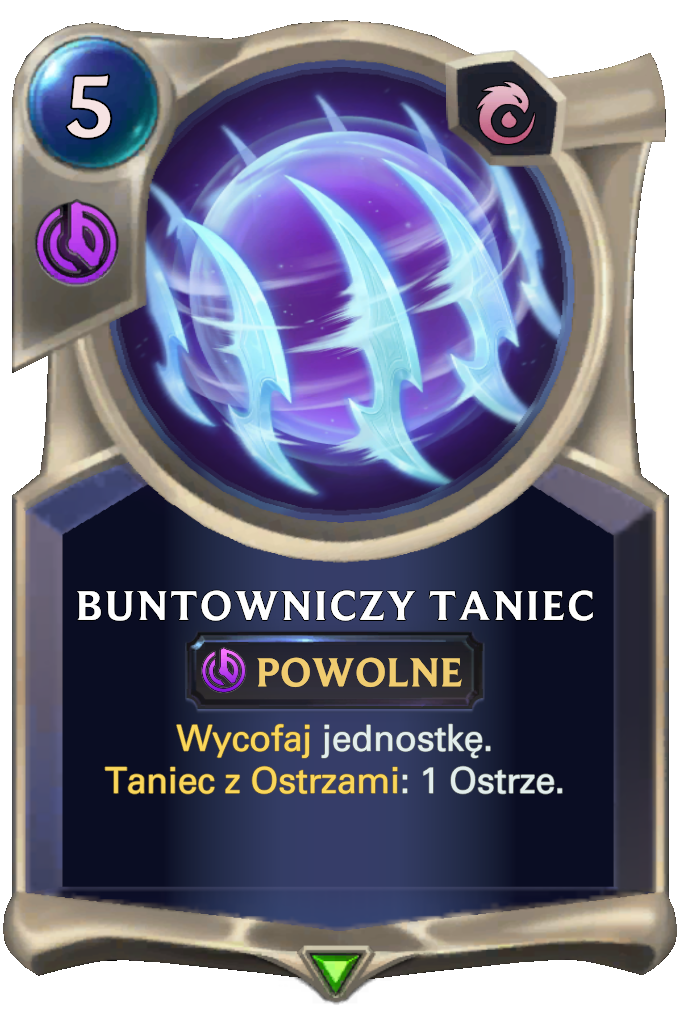 5
BUNTOWNICZY TANIEC
POWOLNE
Wycofaj jednostkę.
Taniec z Ostrzami: 1 Ostrze.